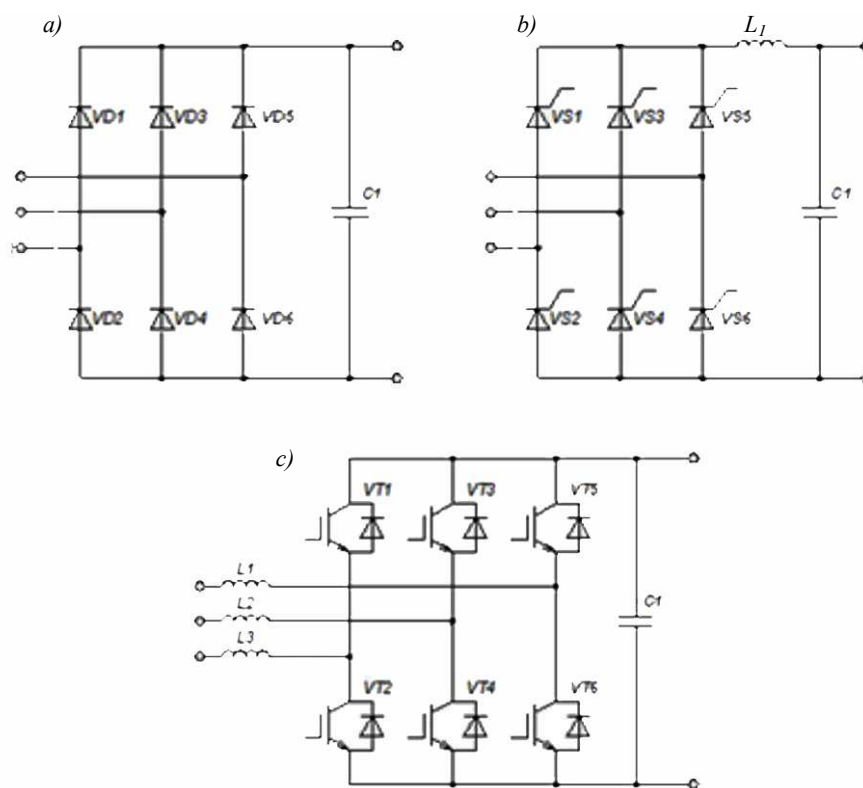 a)
VD1 VD3 VD5
C1
VD2 VD4 VD6
b)
L1
VS1 VS3 VS5
C1
VS2 VS4 VS6
c)
VT1 VT3 VT5
L1
L2
L3
C1
VT2 VT4 VT6